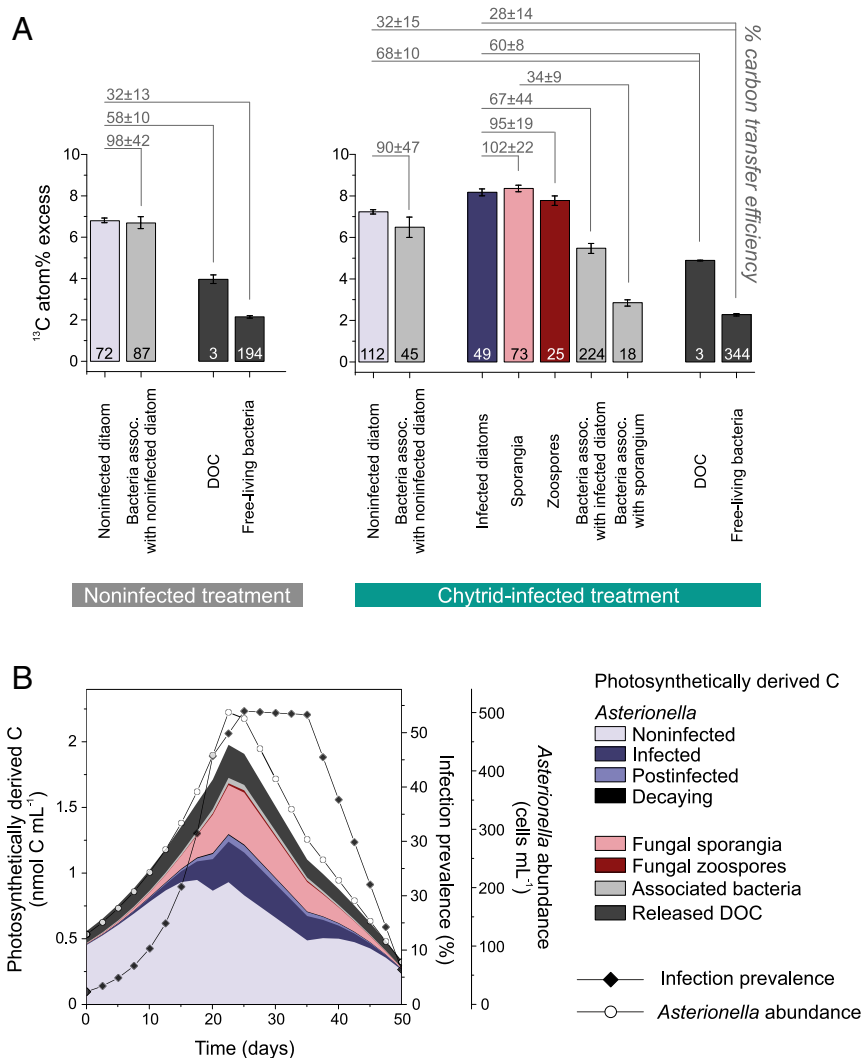 A
32±13
58±10
98±42
28±14
32±15
60±8
68±10
34±9
67±44
95±19
90±47
102±22
% carbon transfer efficiency
¹³C atom% excess
10
8
6
4
2
0
72
87
3
194
112
45
49
73
25
224
18
3
344
Noninfected ditaom
Bacteria assoc.
with noninfected diatom
DOC
Free-living bacteria
Noninfected diatom
Bacteria assoc.
with noninfected diatom
Infected diatoms
Sporangia
Zoospores
Bacteria assoc.
with infected diatom
Bacteria assoc.
with sporangium
DOC
Free-living bacteria
Noninfected treatment
Chytrid-infected treatment
B
Photosynthetically derived C
(nmol C mL⁻¹)
2
1.5
1
0.5
0
0
10
20
30
40
50
Time (days)
50
40
30
30
20
10
0
Infection prevalence (%)
500
400
300
200
100
0
Asterionella abundance
(cells mL⁻¹)
Photosynthetically derived C
Asterionella
Noninfected
Infected
Postinfected
Decaying
Fungal sporangia
Fungal zoospores
Associated bacteria
Released DOC
Infection prevalence
Asterionella abundance